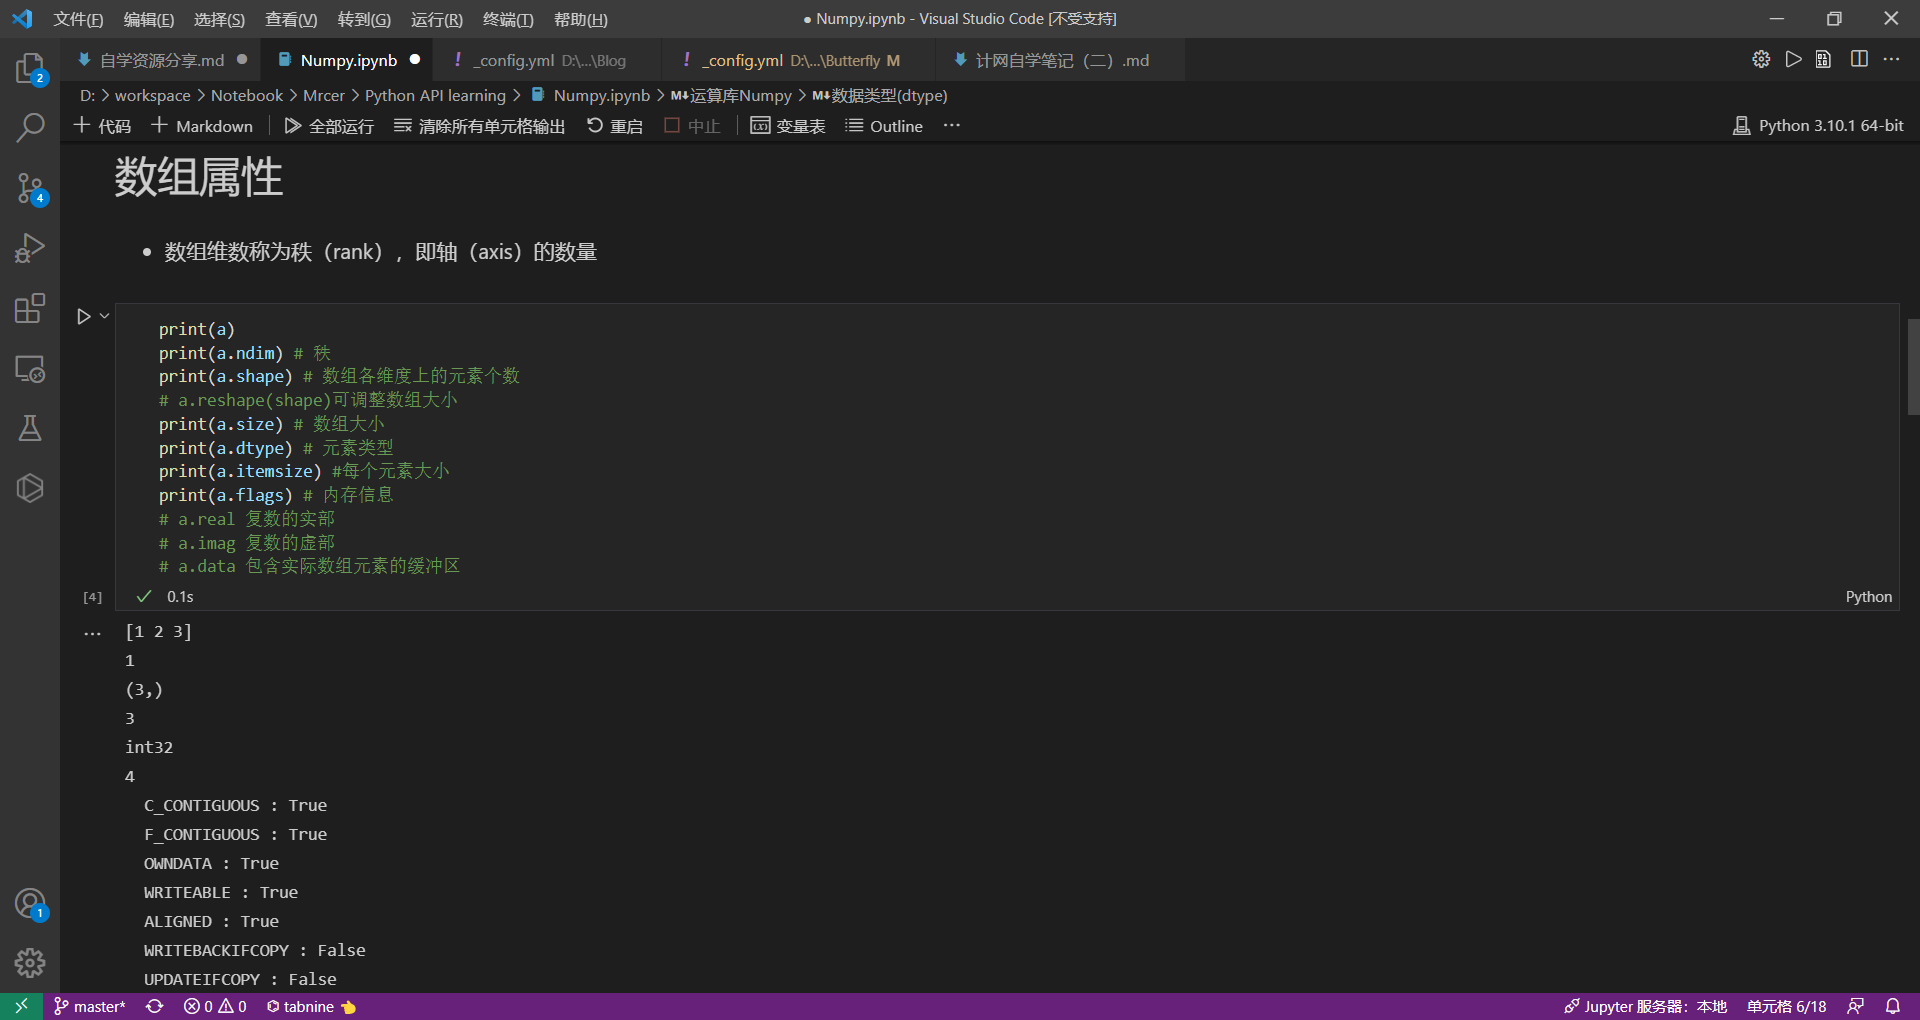 文件(F) 编辑(E) 选择(S) 查看(V) 转到(G) 运行(R) 终端(T) 帮助(H) ● Numpy.ipynb - Visual Studio Code [不受支持]
自学资源分享.md Numpy.ipynb ! _config.yml D:\...\Blog ! _config.yml D:\...\Butterfly M 计网自学笔记（二）.md
D: > workspace > Notebook > Mrcer > Python API learning > Numpy.ipynb > M↓运算库Numpy > M↓数据类型(dtype)
+ 代码 + Markdown 全部运行 清除所有单元格输出 重启 中止 变量表 Outline ··· Python 3.10.1 64-bit
数组属性
• 数组维数称为秩（rank），即轴（axis）的数量
print(a)
print(a.ndim) # 秩
print(a.shape) # 数组各维度上的元素个数
# a.reshape(shape)可调整数组大小
print(a.size) # 数组大小
print(a.dtype) # 元素类型
print(a.itemsize) #每个元素大小
print(a.flags) # 内存信息
# a.real 复数的实部
# a.imag 复数的虚部
# a.data 包含实际数组元素的缓冲区
[4] ✓ 0.1s Python
... [1 2 3]
1
(3,)
3
int32
4
C_CONTIGUOUS : True
F_CONTIGUOUS : True
OWNDATA : True
WRITEABLE : True
ALIGNED : True
WRITEBACKIFCOPY : False
UPDATEIFCOPY : False
2
4
1
master* 0 0 tabnine 👈 Jupyter 服务器: 本地 单元格 6/18